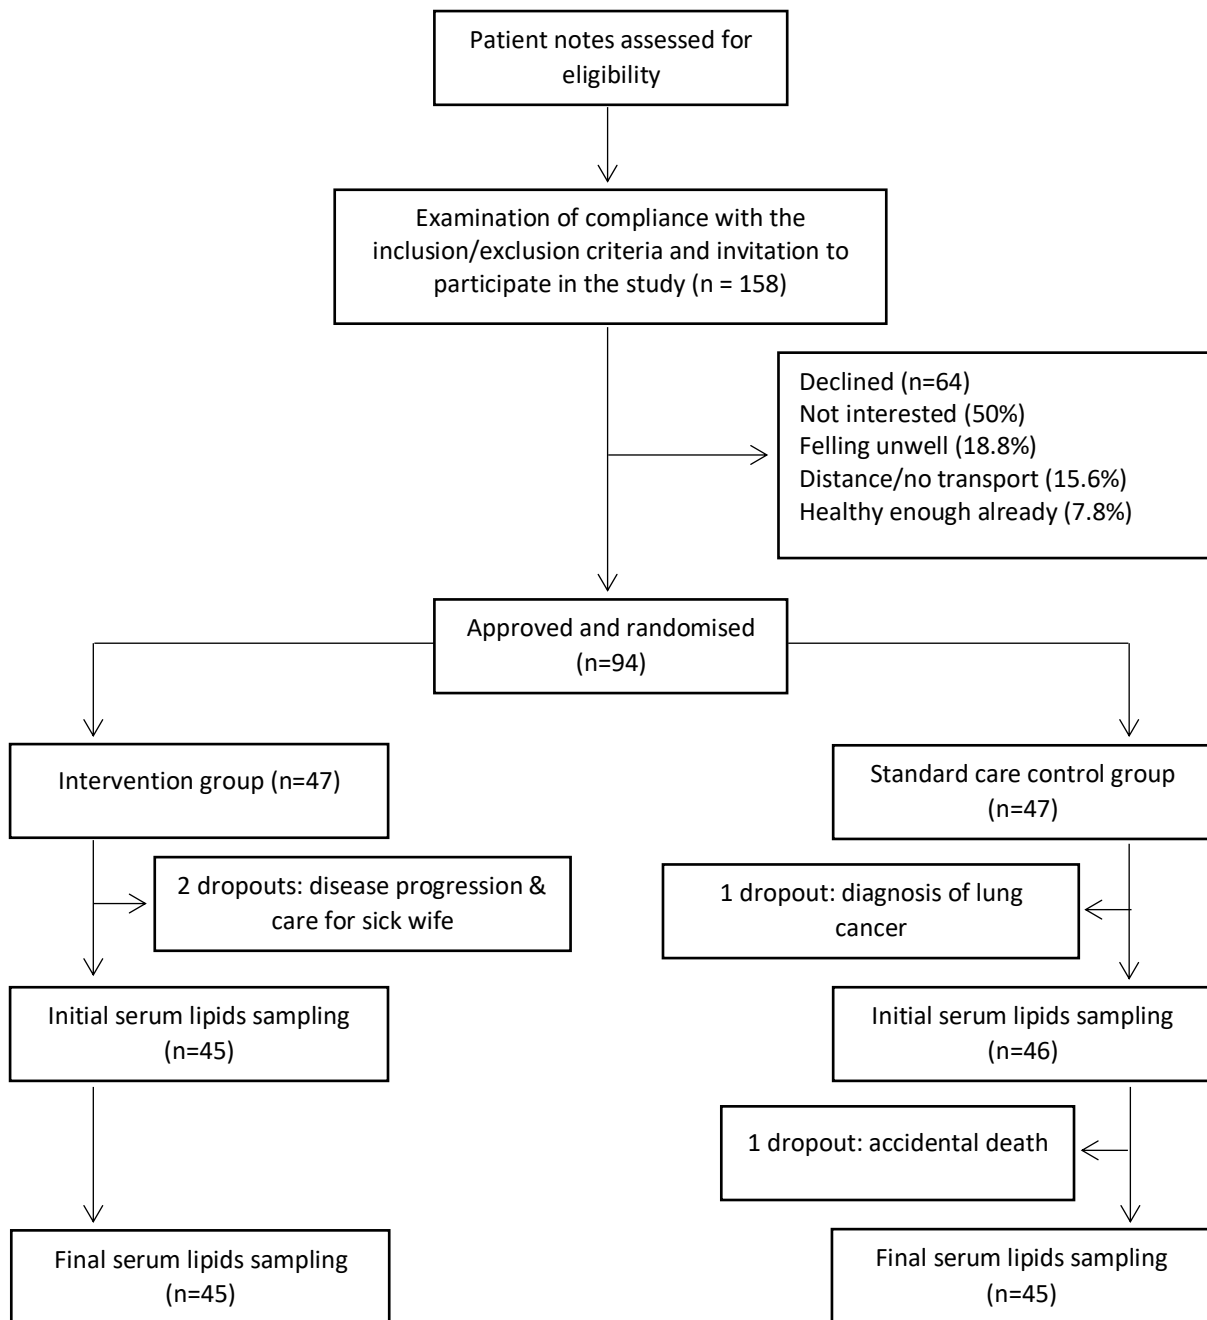 Patient notes assessed for
eligibility
Examination of compliance with the
inclusion/exclusion criteria and invitation to
participate in the study (n = 158)
Declined (n=64)
Not interested (50%)
Felling unwell (18.8%)
Distance/no transport (15.6%)
Healthy enough already (7.8%)
Approved and randomised
(n=94)
Intervention group (n=47)
Standard care control group
(n=47)
2 dropouts: disease progression &
care for sick wife
1 dropout: diagnosis of lung
cancer
Initial serum lipids sampling
(n=45)
Initial serum lipids sampling
(n=46)
1 dropout: accidental death
Final serum lipids sampling
(n=45)
Final serum lipids sampling
(n=45)